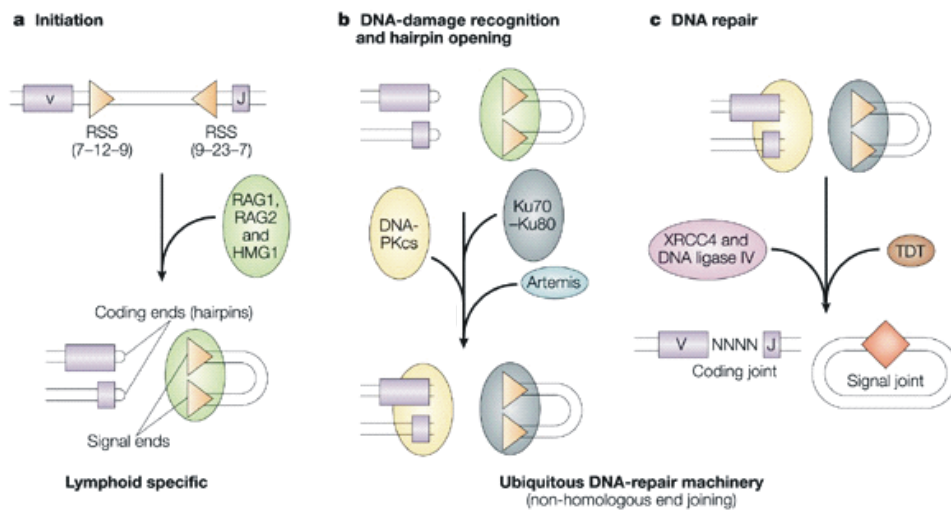 a Initiation
V
J
RSS
(7–12–9)
RSS
(9–23–7)
RAG1,
RAG2
and
HMG1
Coding ends (hairpins)
Signal ends
Lymphoid specific
b DNA-damage recognition
and hairpin opening
DNA-
PKcs
Ku70
–Ku80
Artemis
c DNA repair
XRCC4 and
DNA ligase IV
TDT
V NNNN J
Coding joint
Signal joint
Ubiquitous DNA-repair machinery
(non-homologous end joining)